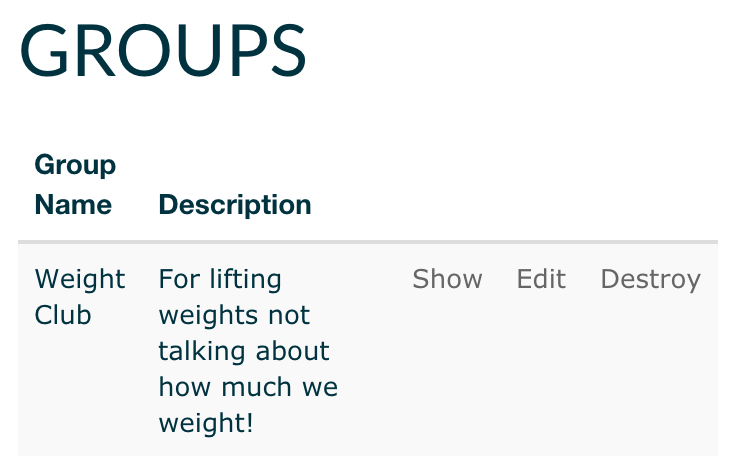 GROUPS
Group
Name Description
Weight For lifting Show Edit Destroy
Club weights not
talking about
how much we
weight!